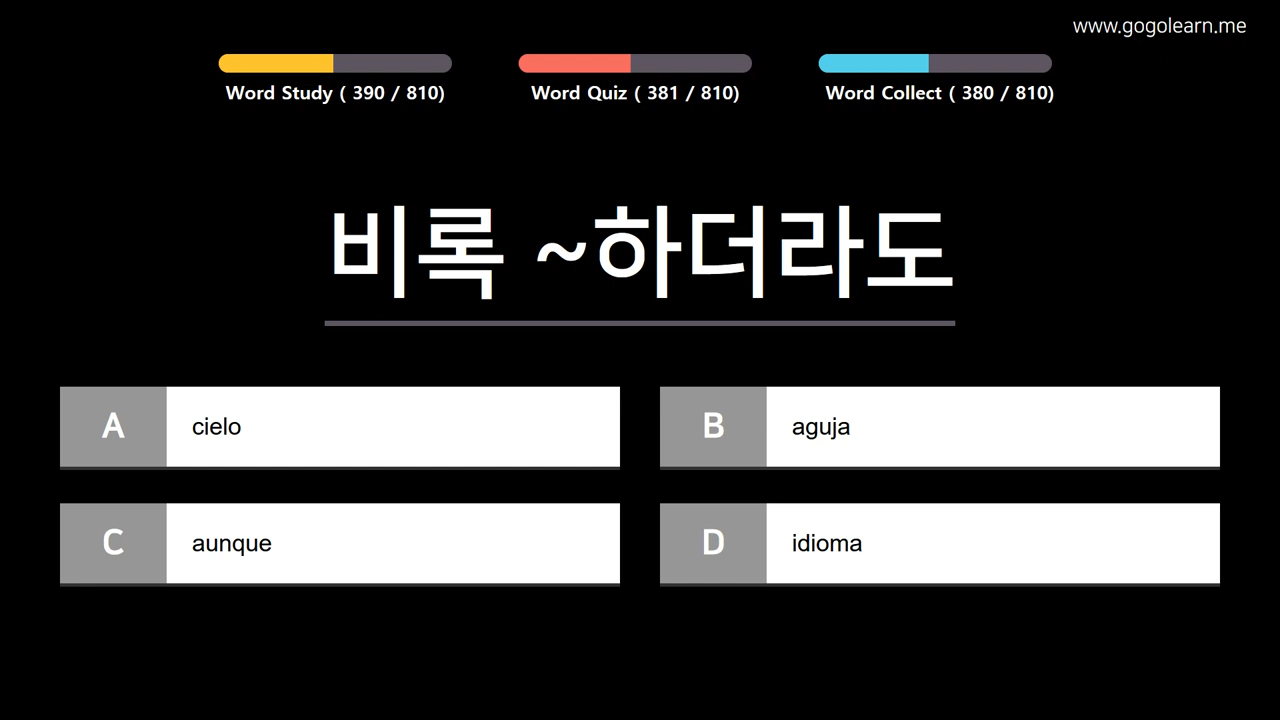 www.gogolearn.me
Word Study ( 390 / 810)
Word Quiz ( 381 / 810)
Word Collect ( 380 / 810)
비록 ~하더라도
A cielo
B aguja
C aunque
D idioma